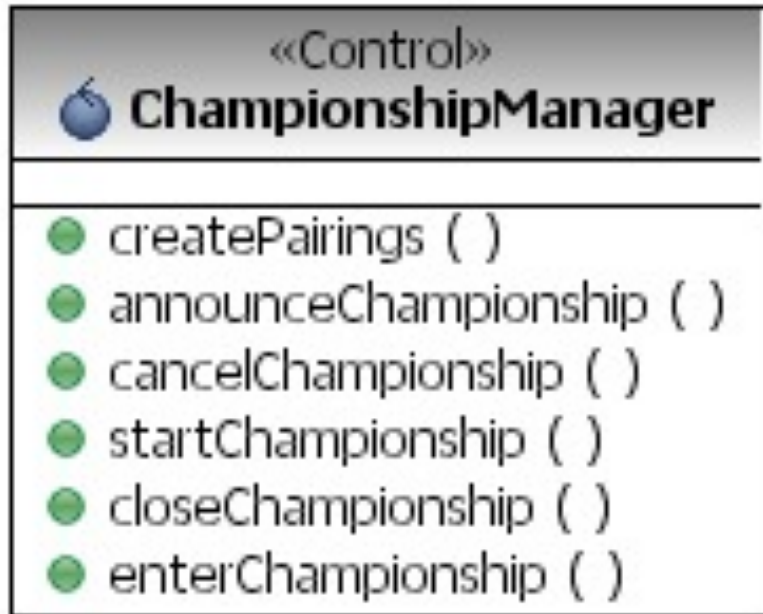 «Control»
ChampionshipManager
createPairings ( )
announceChampionship ( )
cancelChampionship ( )
startChampionship ( )
closeChampionship ( )
enterChampionship ( )